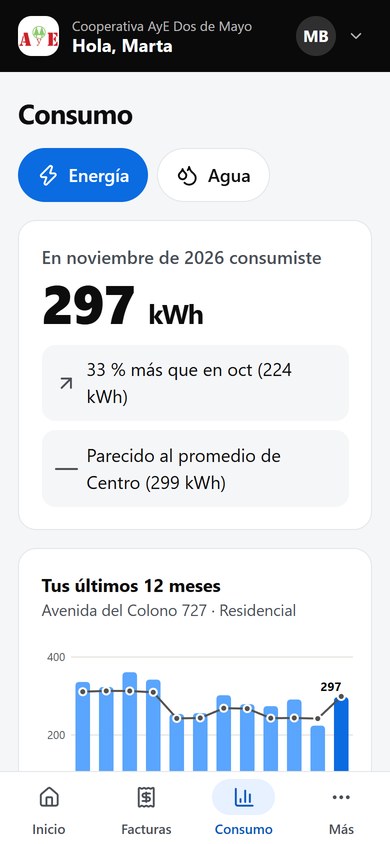 AyE
Cooperativa AyE Dos de Mayo
Hola, Marta
MB
Consumo
Energía
Agua
En noviembre de 2026 consumiste
297 kWh
33 % más que en oct (224
kWh)
Parecido al promedio de
Centro (299 kWh)
Tus últimos 12 meses
Avenida del Colono 727 · Residencial
400
297
200
Inicio
Facturas
Consumo
Más